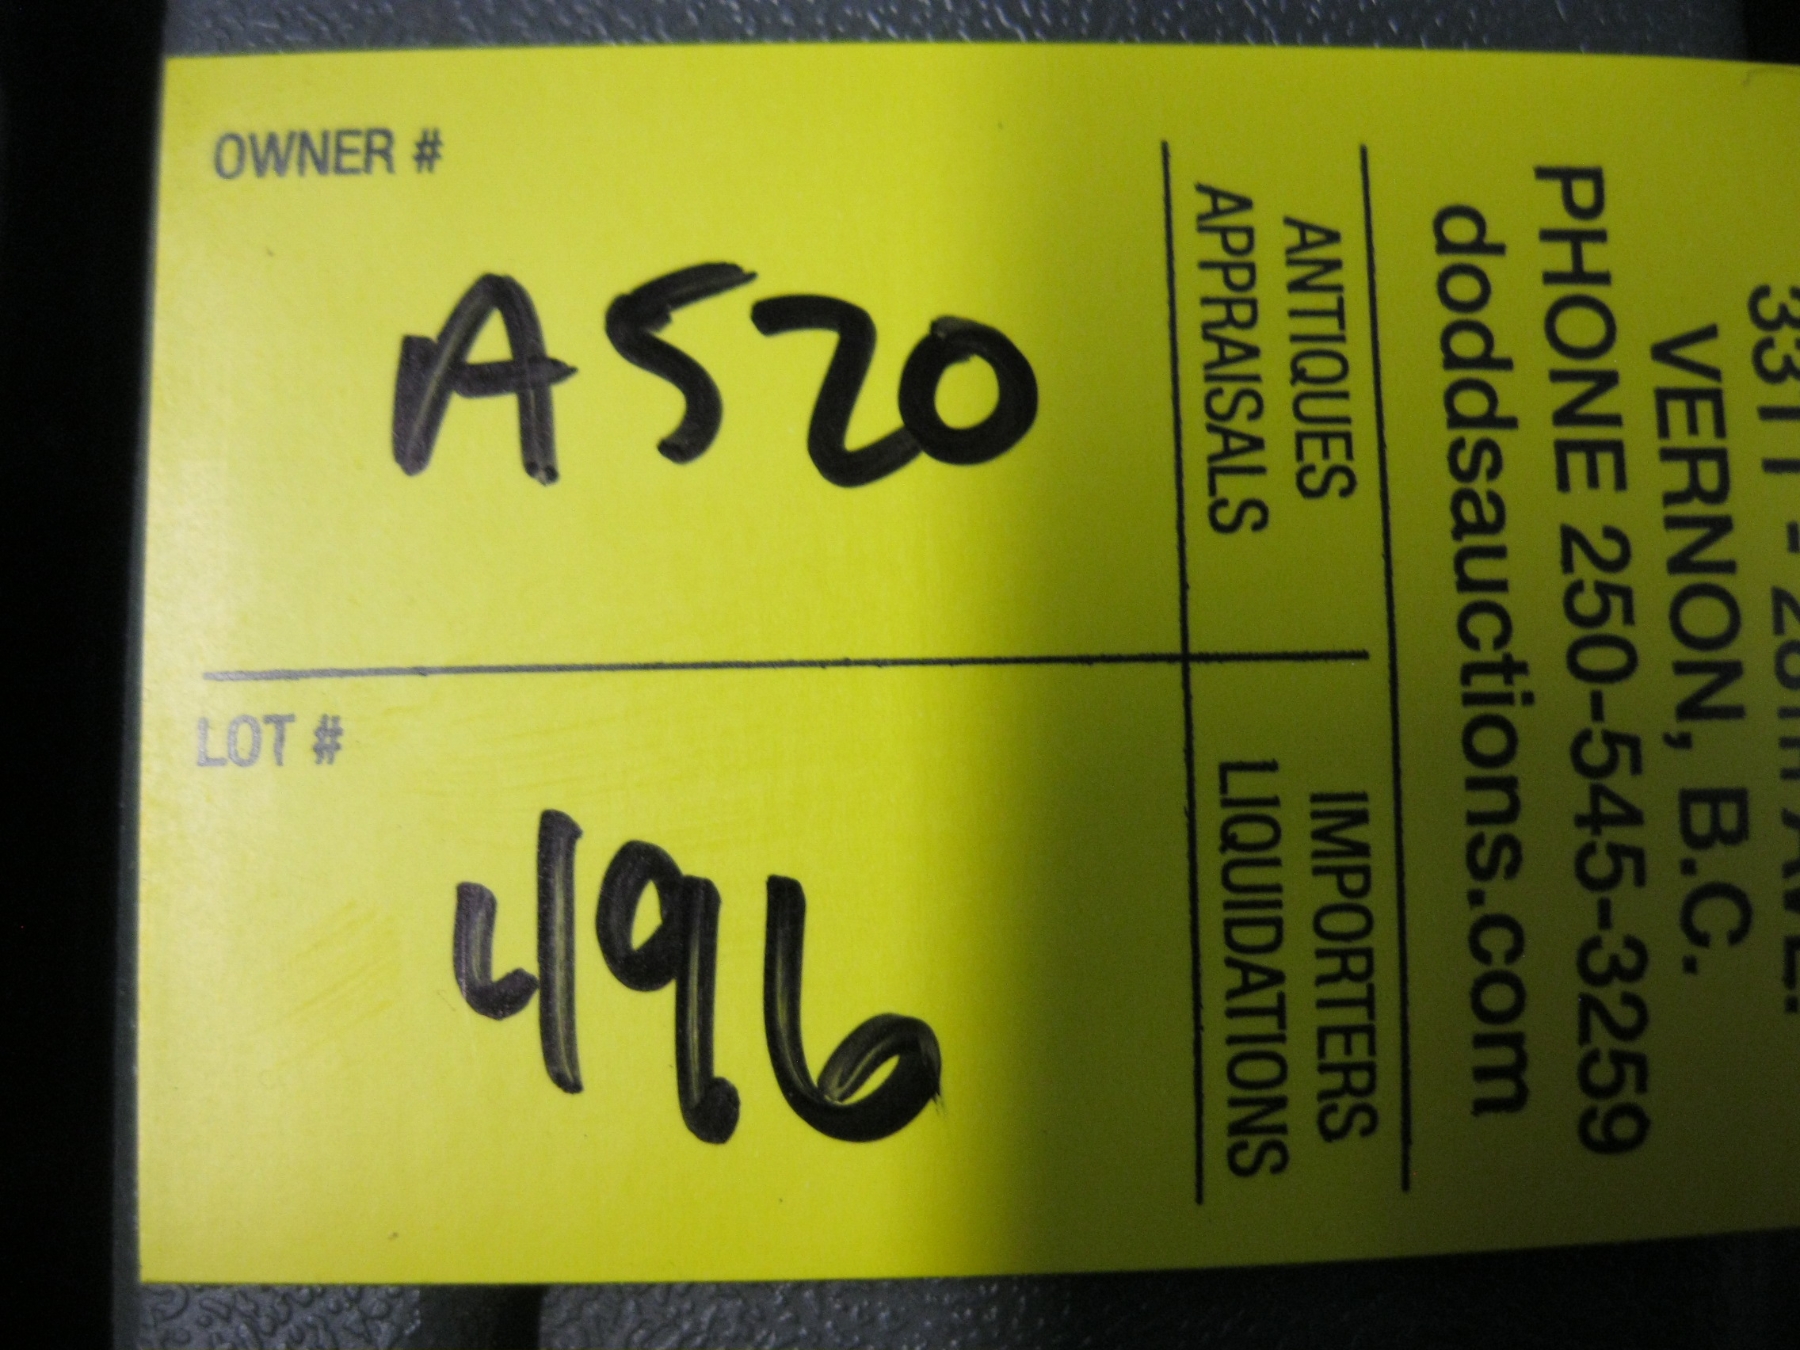 OWNER #
A520
LOT #
496
ANTIQUES
APPRAISALS
IMPORTERS
LIQUIDATIONS
VERNON, B.C.
PHONE 250-545-3259
doddsauctions.com